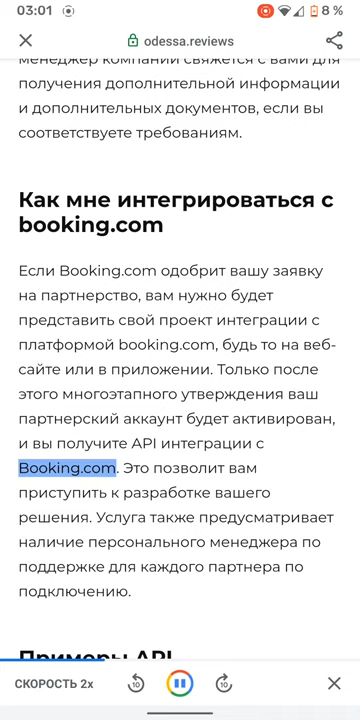 03:01
8 %
odessa.reviews
менеджер компании свяжется с вами для
получения дополнительной информации
и дополнительных документов, если вы
соответствуете требованиям.
Как мне интегрироваться с
booking.com
Если Booking.com одобрит вашу заявку
на партнерство, вам нужно будет
представить свой проект интеграции с
платформой booking.com, будь то на веб-
сайте или в приложении. Только после
этого многоэтапного утверждения ваш
партнерский аккаунт будет активирован,
и вы получите API интеграции с
Booking.com. Это позволит вам
приступить к разработке вашего
решения. Услуга также предусматривает
наличие персонального менеджера по
поддержке для каждого партнера по
подключению.
Примеры API
СКОРОСТЬ 2x
10
10